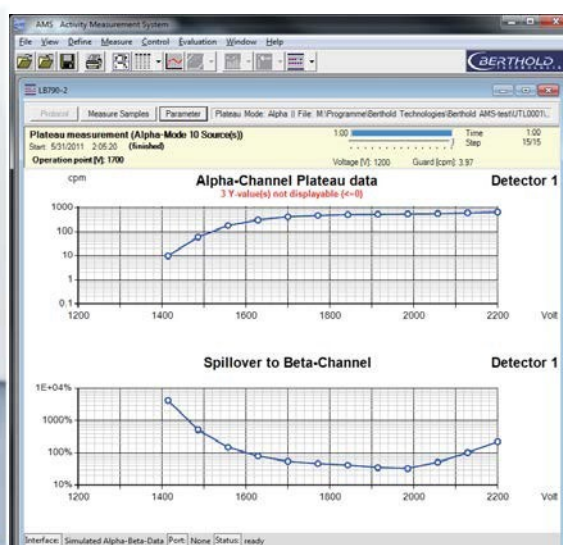 AMS Activity Measurement System
File View Define Measure Control Evaluation Window Help
BERTHOLD
TECHNOLOGIES
LB790-2
Protocol Measure Samples Parameter Plateau Mode: Alpha || File: M:\Programme\Berthold Technologies\Berthold AMS-test\UTL0001\..
Plateau measurement (Alpha-Mode 10 Source(s)) 1.00 Time 1.00
Start: 5/31/2011 2:05:20 (finished) Step 15/15
Operation point [V]: 1700 Voltage [V]: 1200 Guard [cpm]: 3.97
cpm Alpha-Channel Plateau data Detector 1
3 Y-value(s) not displayable (<=0)
1000
100
10
1
0.1
1200 1400 1600 1800 2000 2200 Volt
Spillover to Beta-Channel Detector 1
1E+04%
1000%
100%
10%
1200 1400 1600 1800 2000 2200 Volt
Interface: Simulated Alpha-Beta-Data Port: None Status: ready